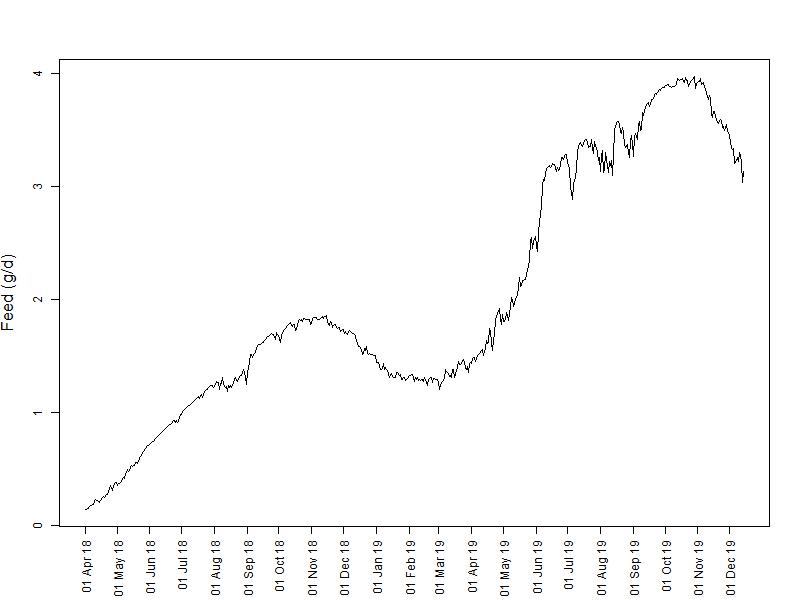 Feed (g/d)
4
3
2
1
0
01 Apr 18
01 May 18
01 Jun 18
01 Jul 18
01 Aug 18
01 Sep 18
01 Oct 18
01 Nov 18
01 Dec 18
01 Jan 19
01 Feb 19
01 Mar 19
01 Apr 19
01 May 19
01 Jun 19
01 Jul 19
01 Aug 19
01 Sep 19
01 Oct 19
01 Nov 19
01 Dec 19